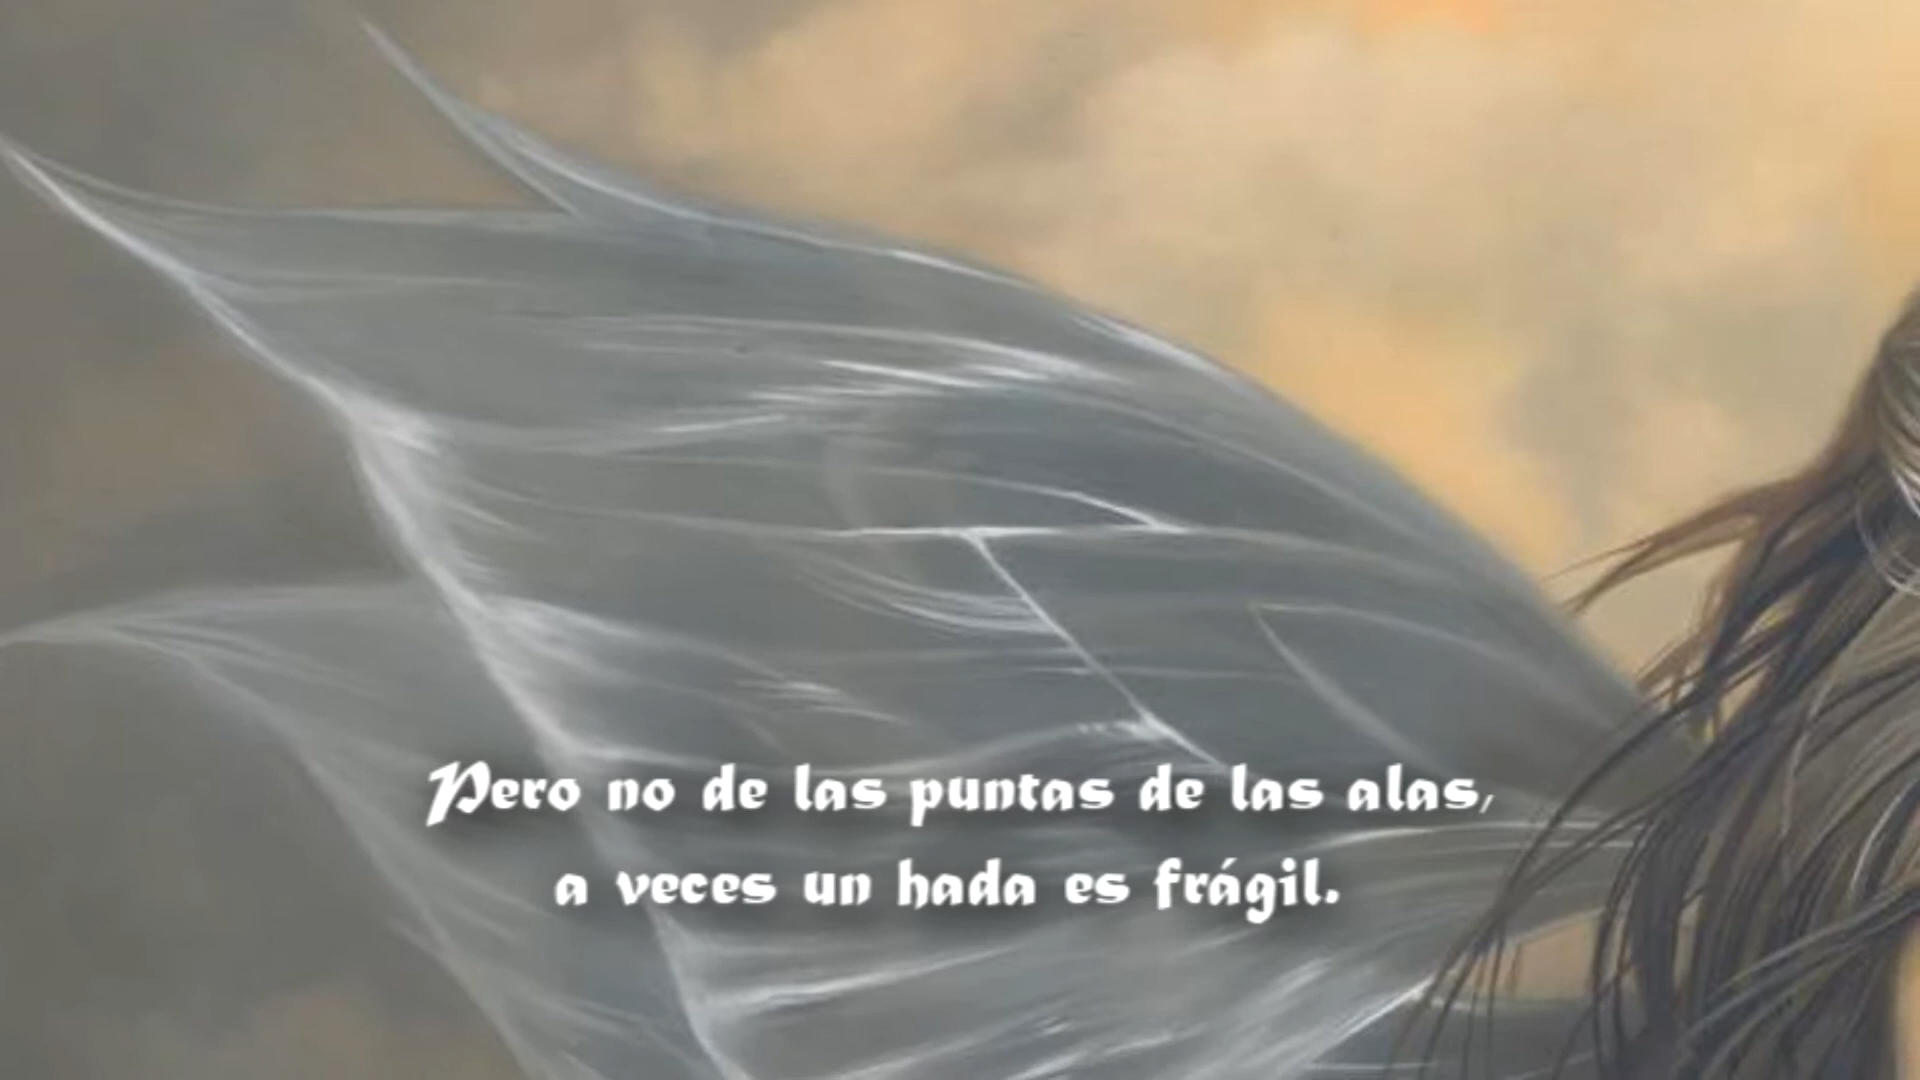 Pero no de las puntas de las alas,
a veces un hada es frágil.